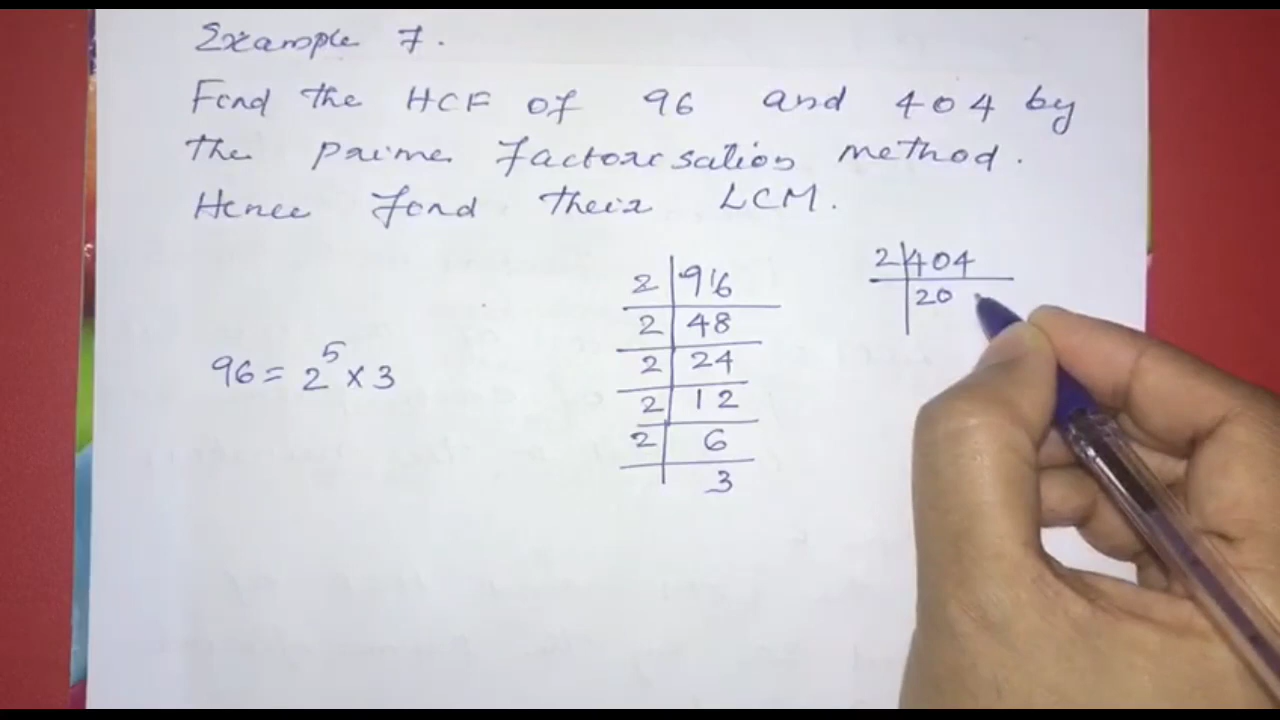 Example 7.
Find the HCF of 96 and 404 by
the prime factorisation method.
Hence find their LCM.
2 | 96
2 | 48
2 | 24
2 | 12
2 | 6
3
96 = 2^5 × 3
2 | 404
20